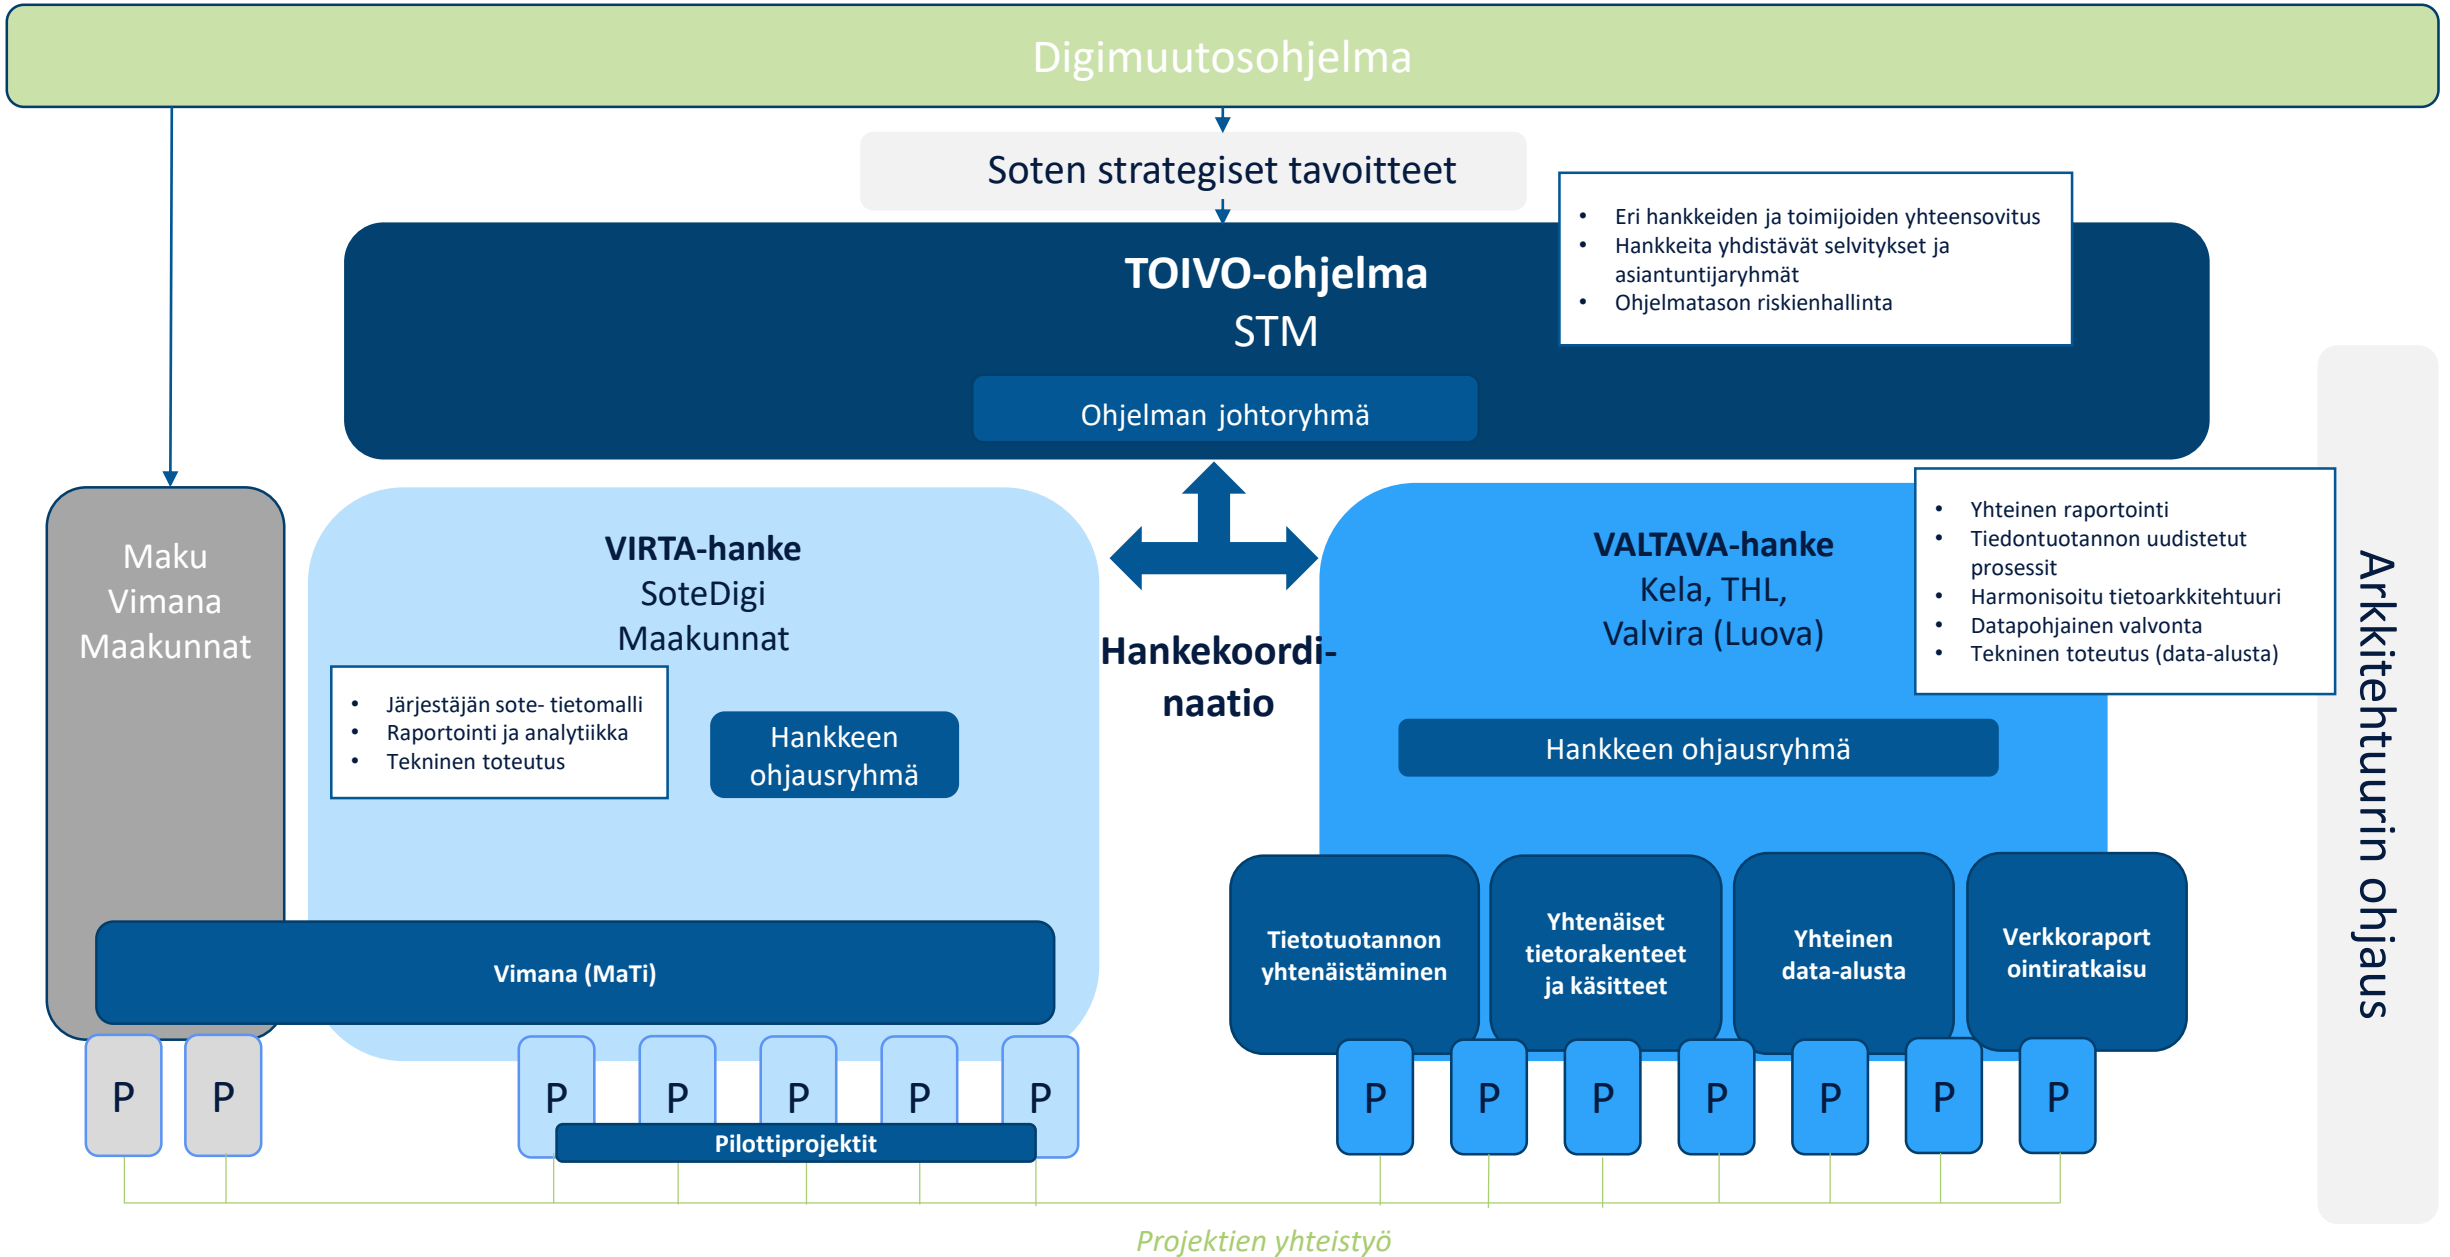 Digimuutosohjelma
Soten strategiset tavoitteet
• Eri hankkeiden ja toimijoiden yhteensovitus
• Hankkeita yhdistävät selvitykset ja
asiantuntijaryhmät
• Ohjelmatason riskienhallinta
TOIVO-ohjelma
STM
Ohjelman johtoryhmä
Maku
Vimana
Maakunnat
VIRTA-hanke
SoteDigi
Maakunnat
• Järjestäjän sote- tietomalli
• Raportointi ja analytiikka
• Tekninen toteutus
Hankkeen
ohjausryhmä
Hankekoordi-
naatio
VALTAVA-hanke
Kela, THL,
Valvira (Luova)
• Yhteinen raportointi
• Tiedontuotannon uudistetut
prosessit
• Harmonisoitu tietoarkkitehtuuri
• Datapohjainen valvonta
• Tekninen toteutus (data-alusta)
Hankkeen ohjausryhmä
Arkkitehtuurin ohjaus
Vimana (MaTi)
Tietotuotannon
yhtenäistäminen
Yhtenäiset
tietorakenteet
ja käsitteet
Yhteinen
data-alusta
Verkkoraport
ointiratkaisu
P
P
P
P
P
P
P
P
P
P
P
P
P
P
Pilottiprojektit
Projektien yhteistyö